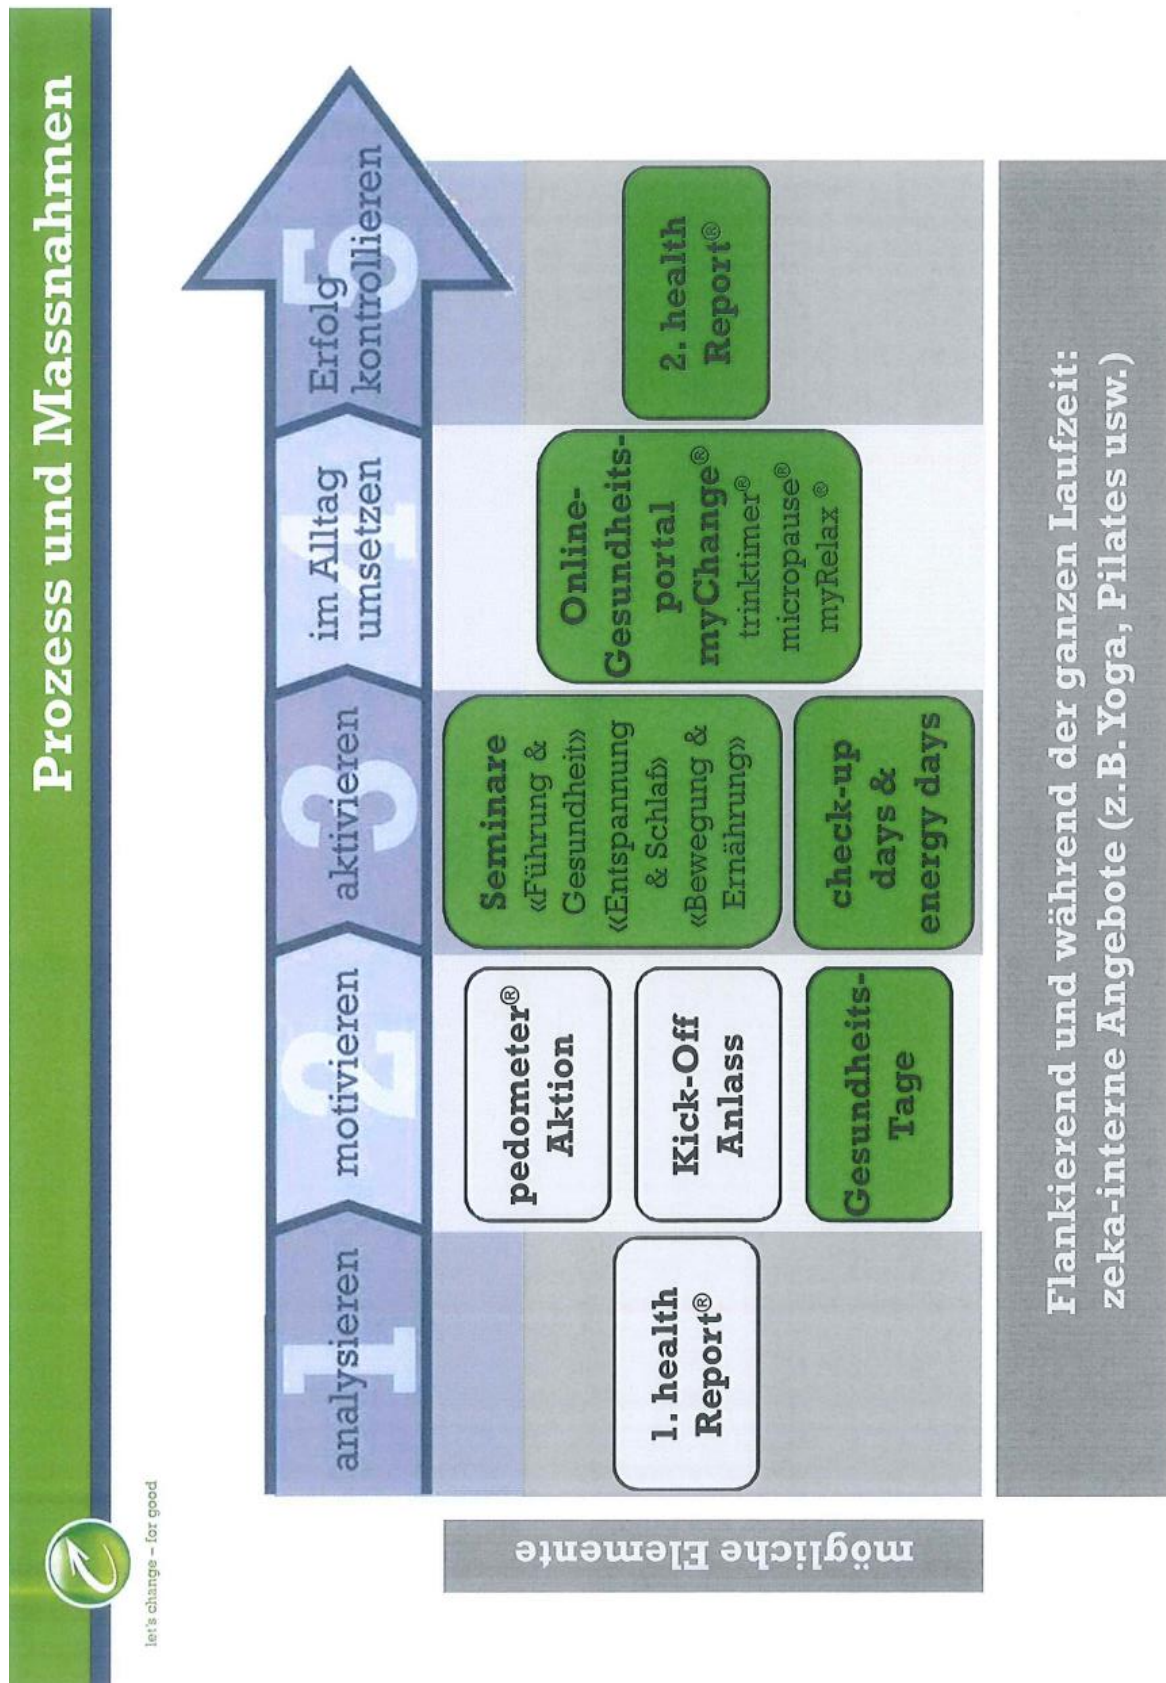 Prozess und Massnahmen
let's change – for good
1
analysieren
2
motivieren
3
aktivieren
4
im Alltag
umsetzen
5
Erfolg
kontrollieren
mögliche Elemente
1. health
Report®
pedometer®
Aktion
Kick-Off
Anlass
Gesundheits-
Tage
Seminare
«Führung &
Gesundheit»
«Entspannung
& Schlaf»
«Bewegung &
Ernährung»
check-up
days &
energy days
Online-
Gesundheits-
portal
myChange®
trinktimer®
micropause®
myRelax®
2. health
Report®
Flankierend und während der ganzen Laufzeit:
zeka-interne Angebote (z.B. Yoga, Pilates usw.)